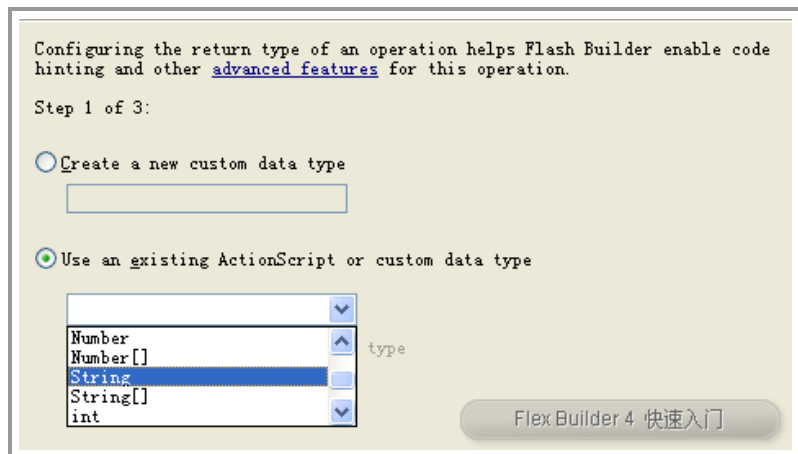 Configuring the return type of an operation helps Flash Builder enable code
hinting and other advanced features for this operation.
Step 1 of 3:
Create a new custom data type
Use an existing ActionScript or custom data type
Number
Number[]
type
String
String[]
int
Flex Builder 4 快速入门